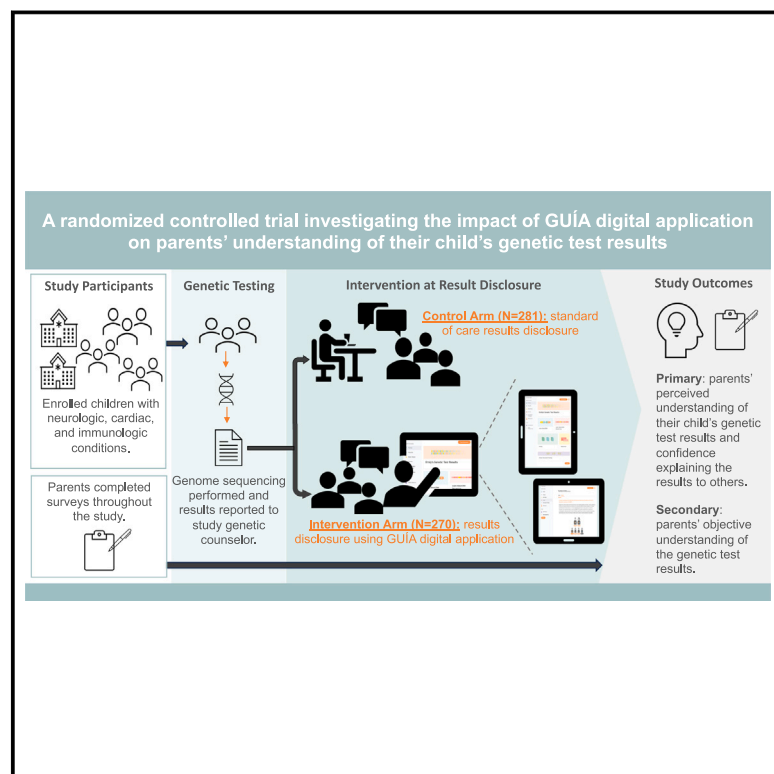 A randomized controlled trial investigating the impact of GUÍA digital application
on parents' understanding of their child's genetic test results
Study Participants
Enrolled children with
neurologic, cardiac,
and immunologic
conditions.
Parents completed
surveys throughout
the study.
Genetic Testing
Genome sequencing
performed and
results reported to
study genetic
counselor.
Intervention at Result Disclosure
Control Arm (N=281): standard
of care results disclosure
Intervention Arm (N=270): results
disclosure using GUÍA digital application
Study Outcomes
Primary: parents'
perceived
understanding of
their child's genetic
test results and
confidence
explaining the
results to others.
Secondary:
parents' objective
understanding of
the genetic test
results.